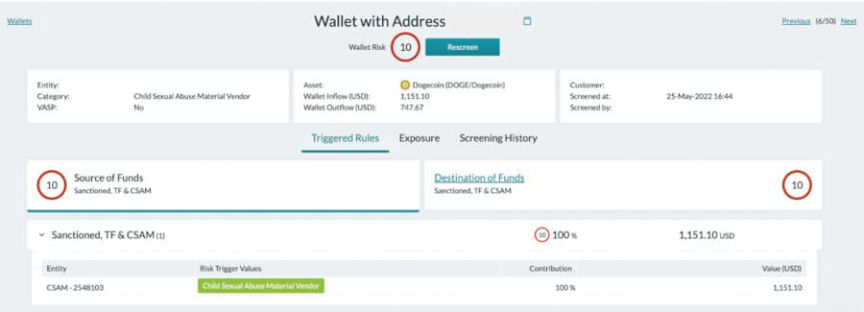 Wallets
Wallet with Address
Previous (6/50) Next
Wallet Risk 10 Rescreen
Entity:
Category: Child Sexual Abuse Material Vendor
VASP: No
Asset: Dogecoin (DOGE/Dogecoin)
Wallet Inflow (USD): 1,151.10
Wallet Outflow (USD): 747.67
Customer:
Screened at: 25-May-2022 16:44
Screened by:
Triggered Rules Exposure Screening History
10 Source of Funds
Sanctioned, TF & CSAM
Destination of Funds 10
Sanctioned, TF & CSAM
Sanctioned, TF & CSAM (1) 10 100 % 1,151.10 USD
Entity Risk Trigger Values Contribution Value (USD)
CSAM - 2548103 Child Sexual Abuse Material Vendor 100 % 1,151.10